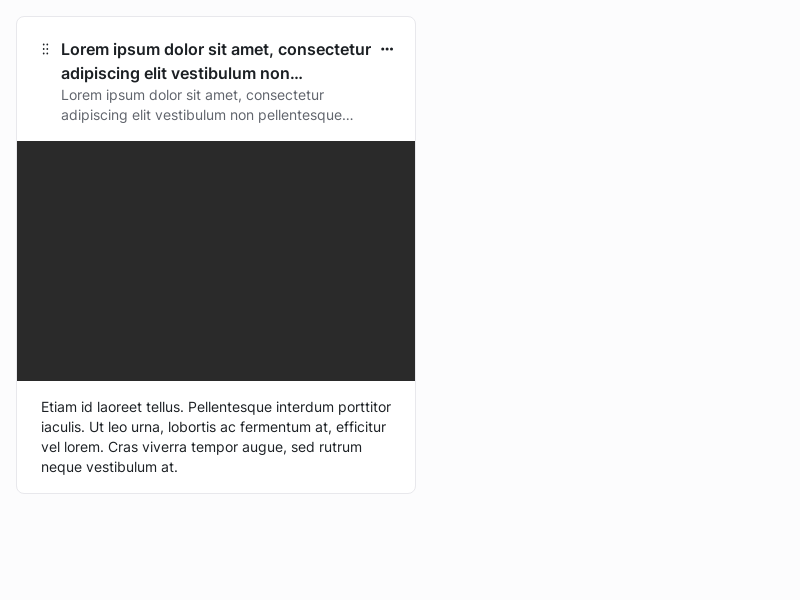 Lorem ipsum dolor sit amet, consectetur
adipiscing elit vestibulum non...
Lorem ipsum dolor sit amet, consectetur
adipiscing elit vestibulum non pellentesque...
Etiam id laoreet tellus. Pellentesque interdum porttitor
iaculis. Ut leo urna, lobortis ac fermentum at, efficitur
vel lorem. Cras viverra tempor augue, sed rutrum
neque vestibulum at.